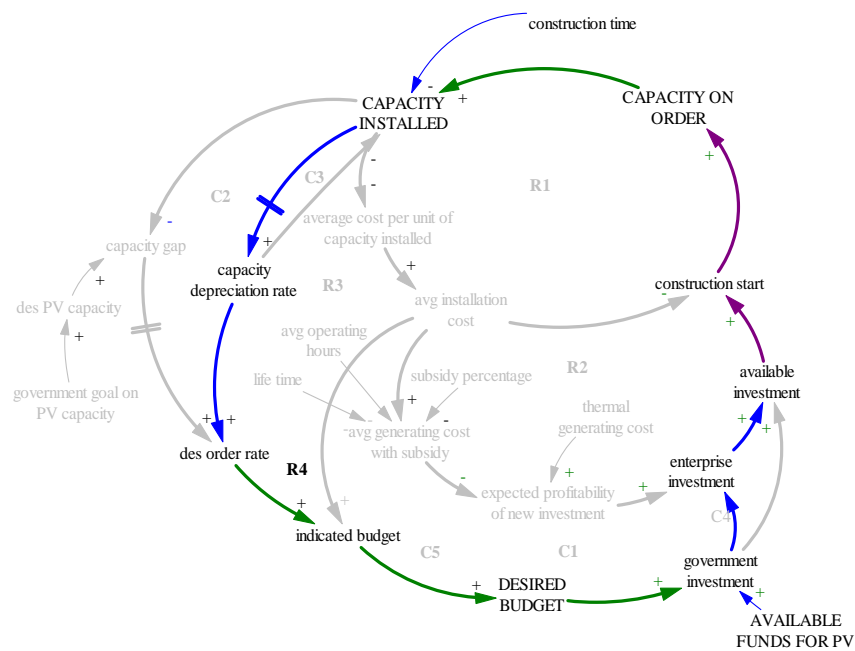 construction time
-
+
CAPACITY
INSTALLED
CAPACITY ON
ORDER
+
-
-
C3
C2
R1
average cost per unit of
capacity installed
-
capacity gap
+
+
capacity
depreciation rate
+
R3
construction start
-
+
des PV capacity
+
avg installation
cost
avg operating
hours
+
government goal on
PV capacity
R2
life time
subsidy percentage
available
investment
+
-
-
thermal
generating cost
+
+
+
+
-avg generating cost
with subsidy
des order rate
R4
enterprise
investment
-
+
+
expected profitability
of new investment
+
+
C4
indicated budget
C5
C1
government
investment
+
DESIRED
BUDGET
+
+
AVAILABLE
FUNDS FOR PV